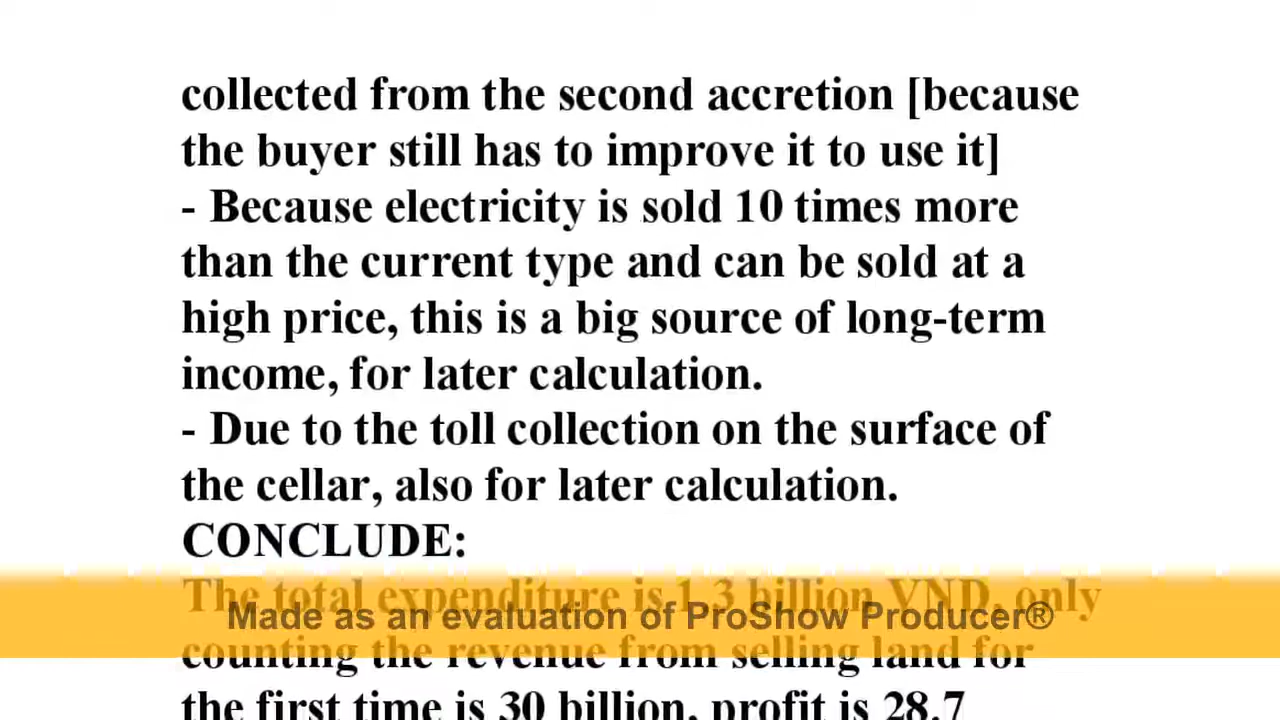 collected from the second accretion [because
the buyer still has to improve it to use it]
- Because electricity is sold 10 times more
than the current type and can be sold at a
high price, this is a big source of long-term
income, for later calculation.
- Due to the toll collection on the surface of
the cellar, also for later calculation.
CONCLUDE:
The total expenditure is 1.3 billion VND, only
Made as an evaluation of ProShow Producer®
counting the revenue from selling land for
the first time is 30 billion, profit is 28.7